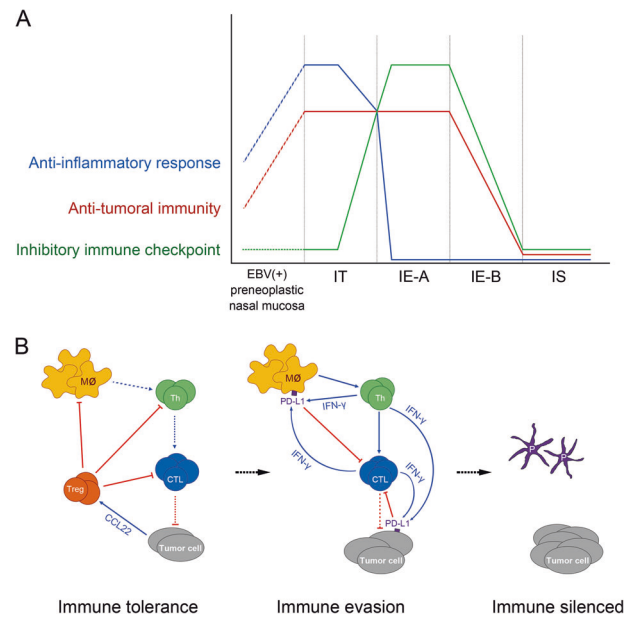 A
Anti-inflammatory response
Anti-tumoral immunity
Inhibitory immune checkpoint
EBV(+)
preneoplastic
nasal mucosa
IT
IE-A
IE-B
IS
B
MØ
Th
Treg
CTL
CCL22
Tumor cell
MØ
PD-L1
IFN-γ
Th
IFN-γ
IFN-γ
CTL
IFN-γ
PD-L1
Tumor cell
P
P
Tumor cell
Immune tolerance
Immune evasion
Immune silenced